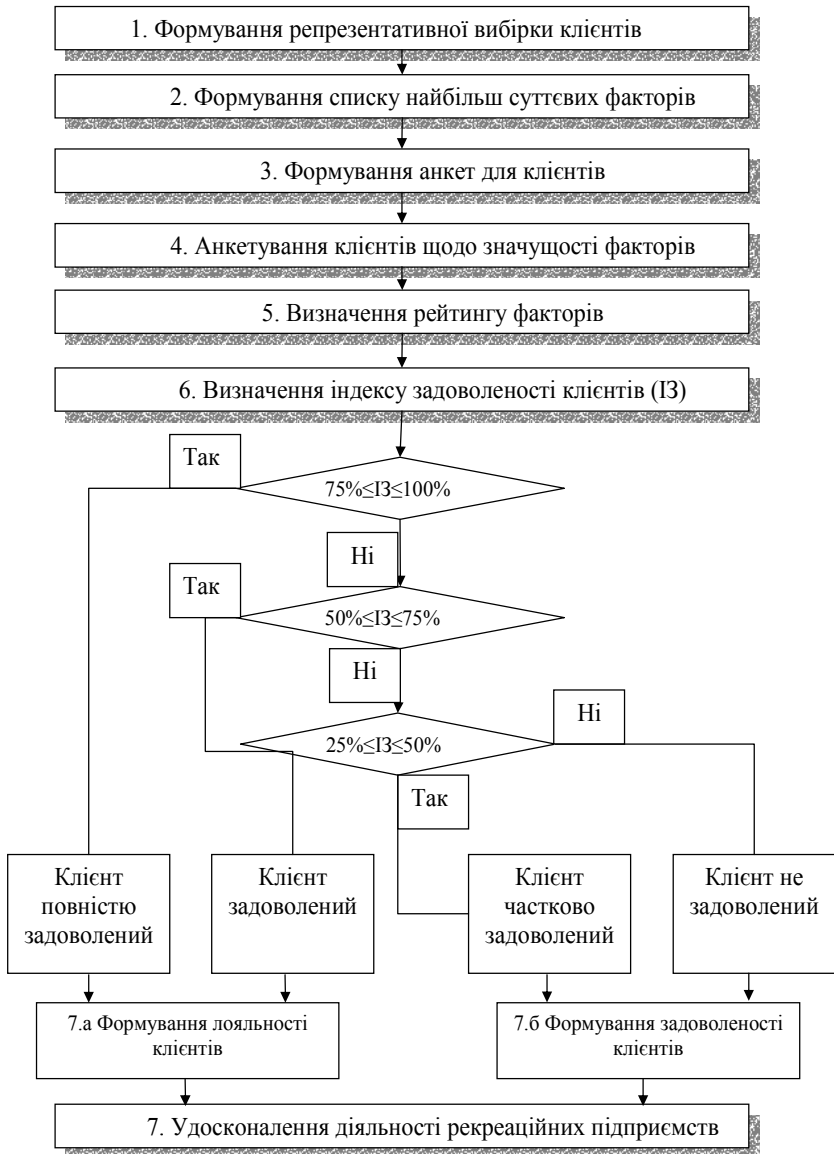 1. Формування репрезентативної вибірки клієнтів
2. Формування списку найбільш суттєвих факторів
3. Формування анкет для клієнтів
4. Анкетування клієнтів щодо значущості факторів
5. Визначення рейтингу факторів
6. Визначення індексу задоволеності клієнтів (ІЗ)
Так
75%≤ІЗ≤100%
Ні
Так
50%≤ІЗ≤75%
Ні
Ні
25%≤ІЗ≤50%
Так
Клієнт
повністю
задоволений
Клієнт
задоволений
Клієнт
частково
задоволений
Клієнт не
задоволений
7.а Формування лояльності
клієнтів
7.б Формування задоволеності
клієнтів
7. Удосконалення діяльності рекреаційних підприємств